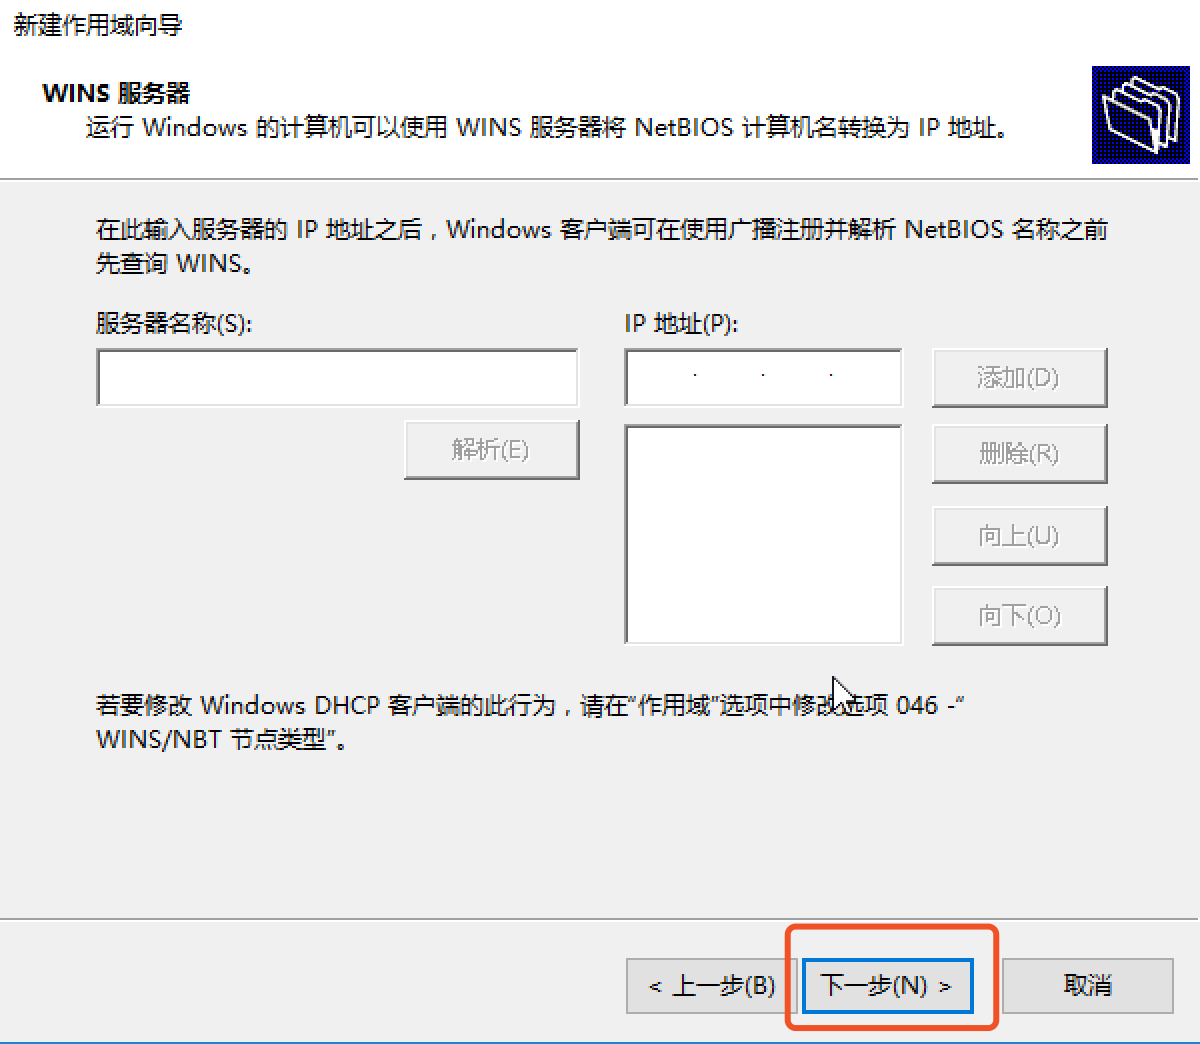 新建作用域向导
WINS 服务器
运行 Windows 的计算机可以使用 WINS 服务器将 NetBIOS 计算机名转换为 IP 地址。
在此输入服务器的 IP 地址之后，Windows 客户端可在使用广播注册并解析 NetBIOS 名称之前
先查询 WINS。
服务器名称(S):
IP 地址(P):
添加(D)
解析(E)
删除(R)
向上(U)
向下(O)
若要修改 Windows DHCP 客户端的此行为，请在“作用域”选项中修改选项 046 -“
WINS/NBT 节点类型”。
< 上一步(B)
下一步(N) >
取消